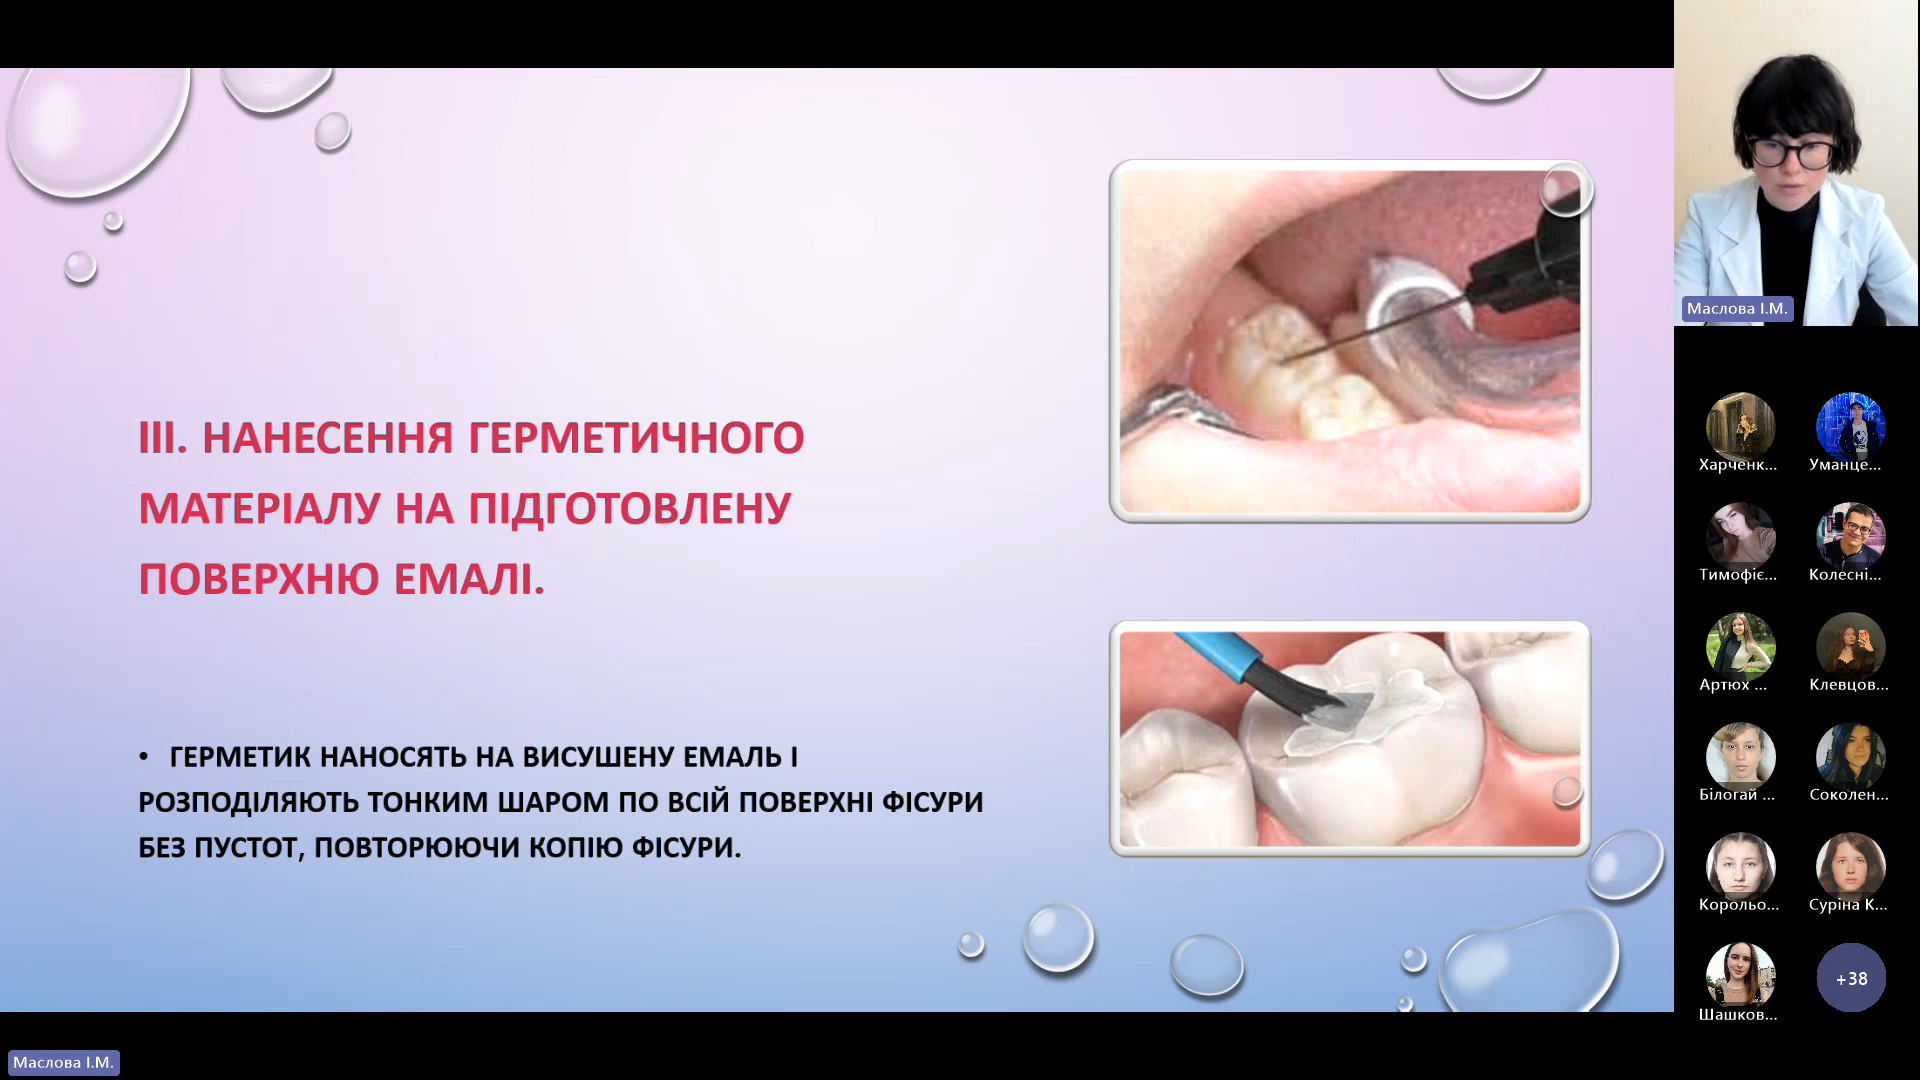 ІІІ. НАНЕСЕННЯ ГЕРМЕТИЧНОГО
МАТЕРІАЛУ НА ПІДГОТОВЛЕНУ
ПОВЕРХНЮ ЕМАЛІ.
• ГЕРМЕТИК НАНОСЯТЬ НА ВИСУШЕНУ ЕМАЛЬ І
РОЗПОДІЛЯЮТЬ ТОНКИМ ШАРОМ ПО ВСІЙ ПОВЕРХНІ ФІСУРИ
БЕЗ ПУСТОТ, ПОВТОРЮЮЧИ КОПІЮ ФІСУРИ.
Маслова І.М.
Харченк...
Уманце...
Тимофіє...
Колесні...
Артюх ...
Клевцов...
Білогай ...
Соколен...
Корольо...
Суріна К...
Шашков...
+38
Маслова І.М.